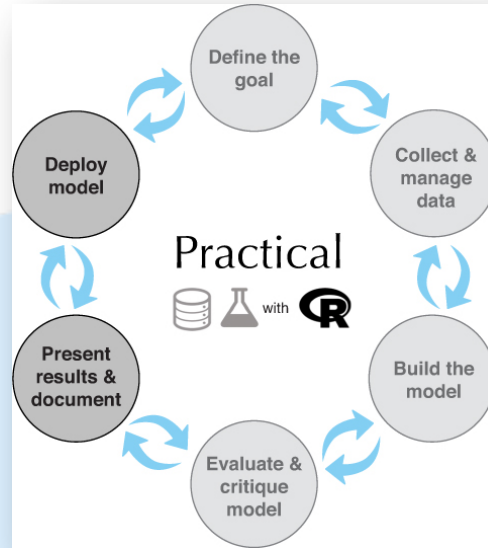 Define the
goal
Deploy
model
Collect &
manage
data
Practical
with R
Present
results &
document
Build the
model
Evaluate &
critique
model